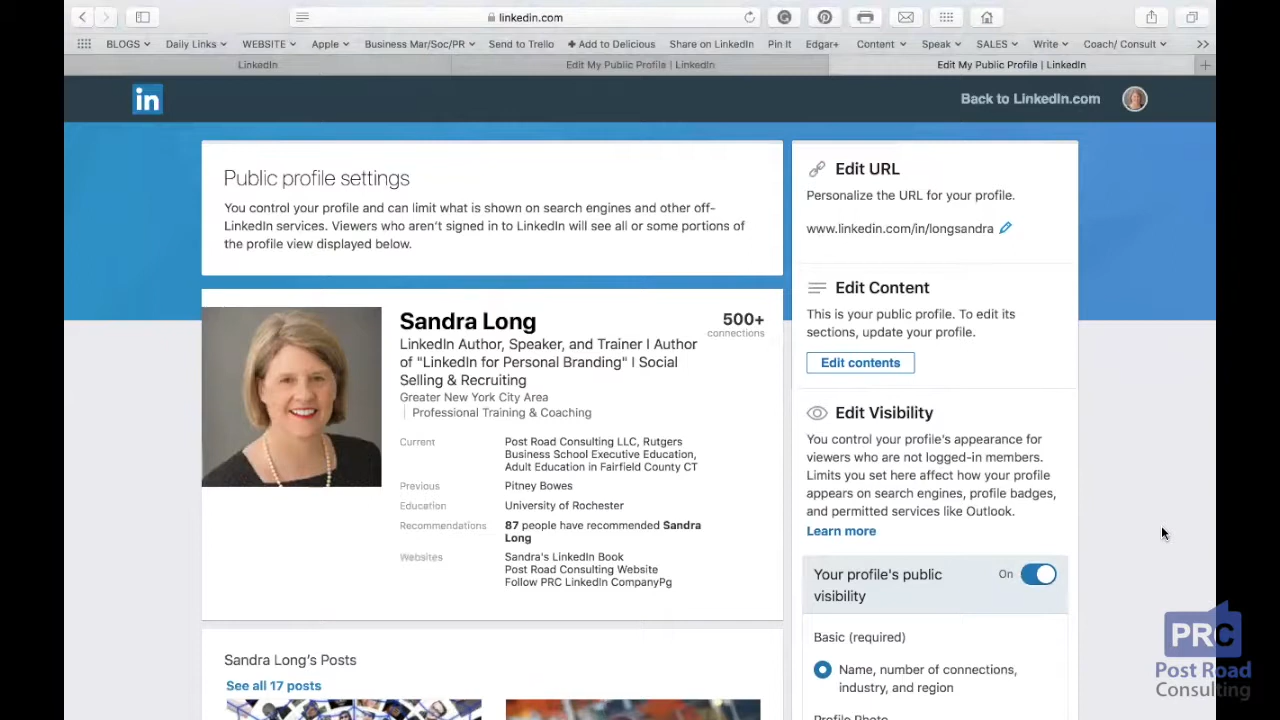 linkedin.com
BLOGS Daily Links WEBSITE Apple Business Mar/Soc/PR Send to Trello Add to Delicious Share on LinkedIn Pin It Edgar+ Content Speak SALES Write Coach/ Consult
LinkedIn Edit My Public Profile | LinkedIn Edit My Public Profile | LinkedIn
in Back to LinkedIn.com
Public profile settings
You control your profile and can limit what is shown on search engines and other off-
LinkedIn services. Viewers who aren't signed in to LinkedIn will see all or some portions of
the profile view displayed below.
Sandra Long
500+
connections
LinkedIn Author, Speaker, and Trainer l Author
of "LinkedIn for Personal Branding" l Social
Selling & Recruiting
Greater New York City Area
Professional Training & Coaching
Current Post Road Consulting LLC, Rutgers
Business School Executive Education,
Adult Education in Fairfield County CT
Previous Pitney Bowes
Education University of Rochester
Recommendations 87 people have recommended Sandra
Long
Websites Sandra's LinkedIn Book
Post Road Consulting Website
Follow PRC LinkedIn CompanyPg
Sandra Long's Posts
See all 17 posts
Edit URL
Personalize the URL for your profile.
www.linkedin.com/in/longsandra
Edit Content
This is your public profile. To edit its
sections, update your profile.
Edit contents
Edit Visibility
You control your profile's appearance for
viewers who are not logged-in members.
Limits you set here affect how your profile
appears on search engines, profile badges,
and permitted services like Outlook.
Learn more
Your profile's public
visibility
On
Basic (required)
Name, number of connections,
industry, and region
Profile Photo
PRC
Post Road
Consulting